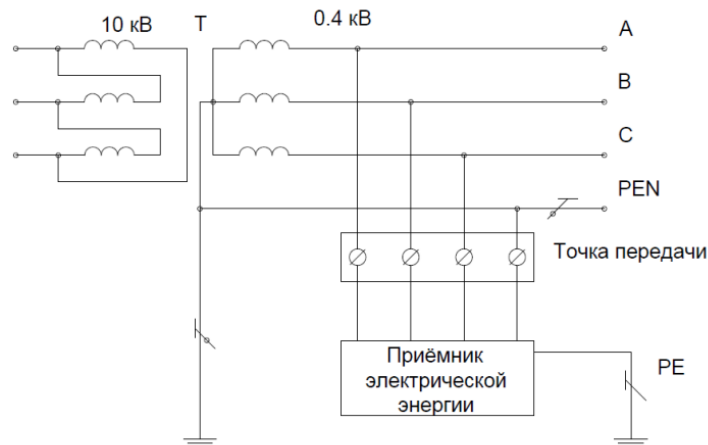 10 кВ
T
0.4 кВ
A
B
C
PEN
Точка передачи
Приёмник
электрической
энергии
PE